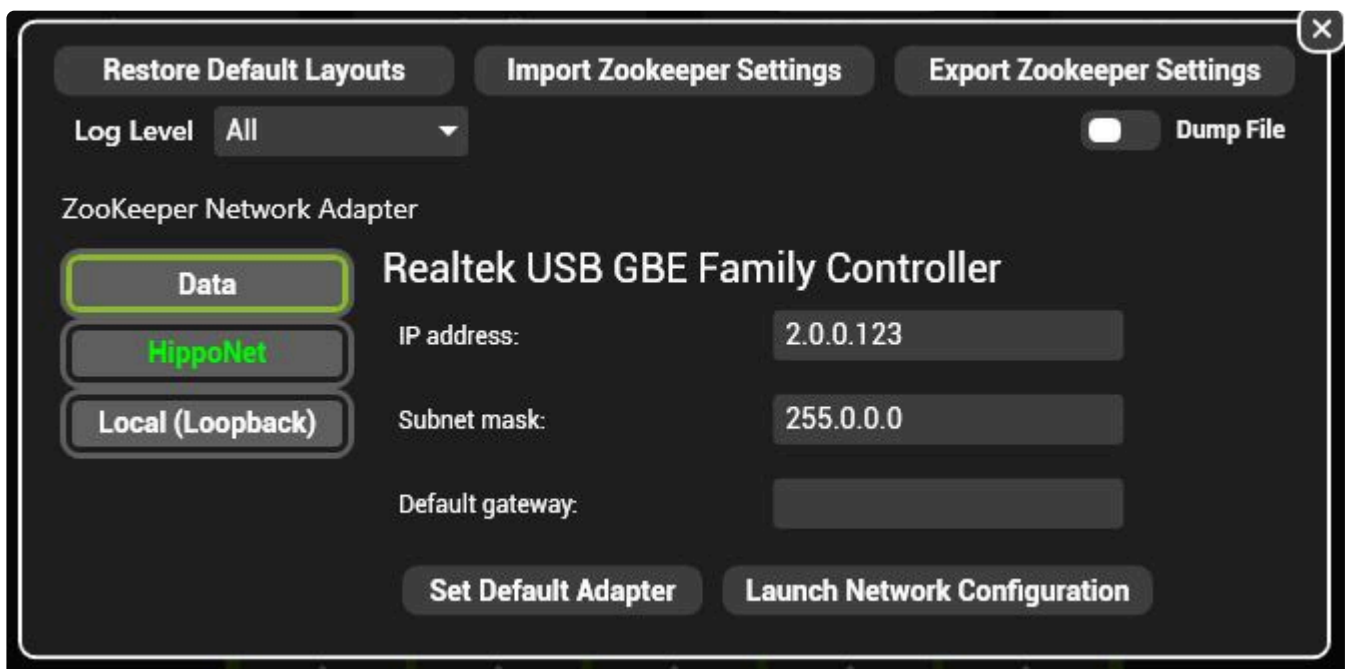 Restore Default Layouts Import Zookeeper Settings Export Zookeeper Settings
Log Level All Dump File
ZooKeeper Network Adapter
Data
HippoNet
Local (Loopback)
Realtek USB GBE Family Controller
IP address: 2.0.0.123
Subnet mask: 255.0.0.0
Default gateway:
Set Default Adapter Launch Network Configuration